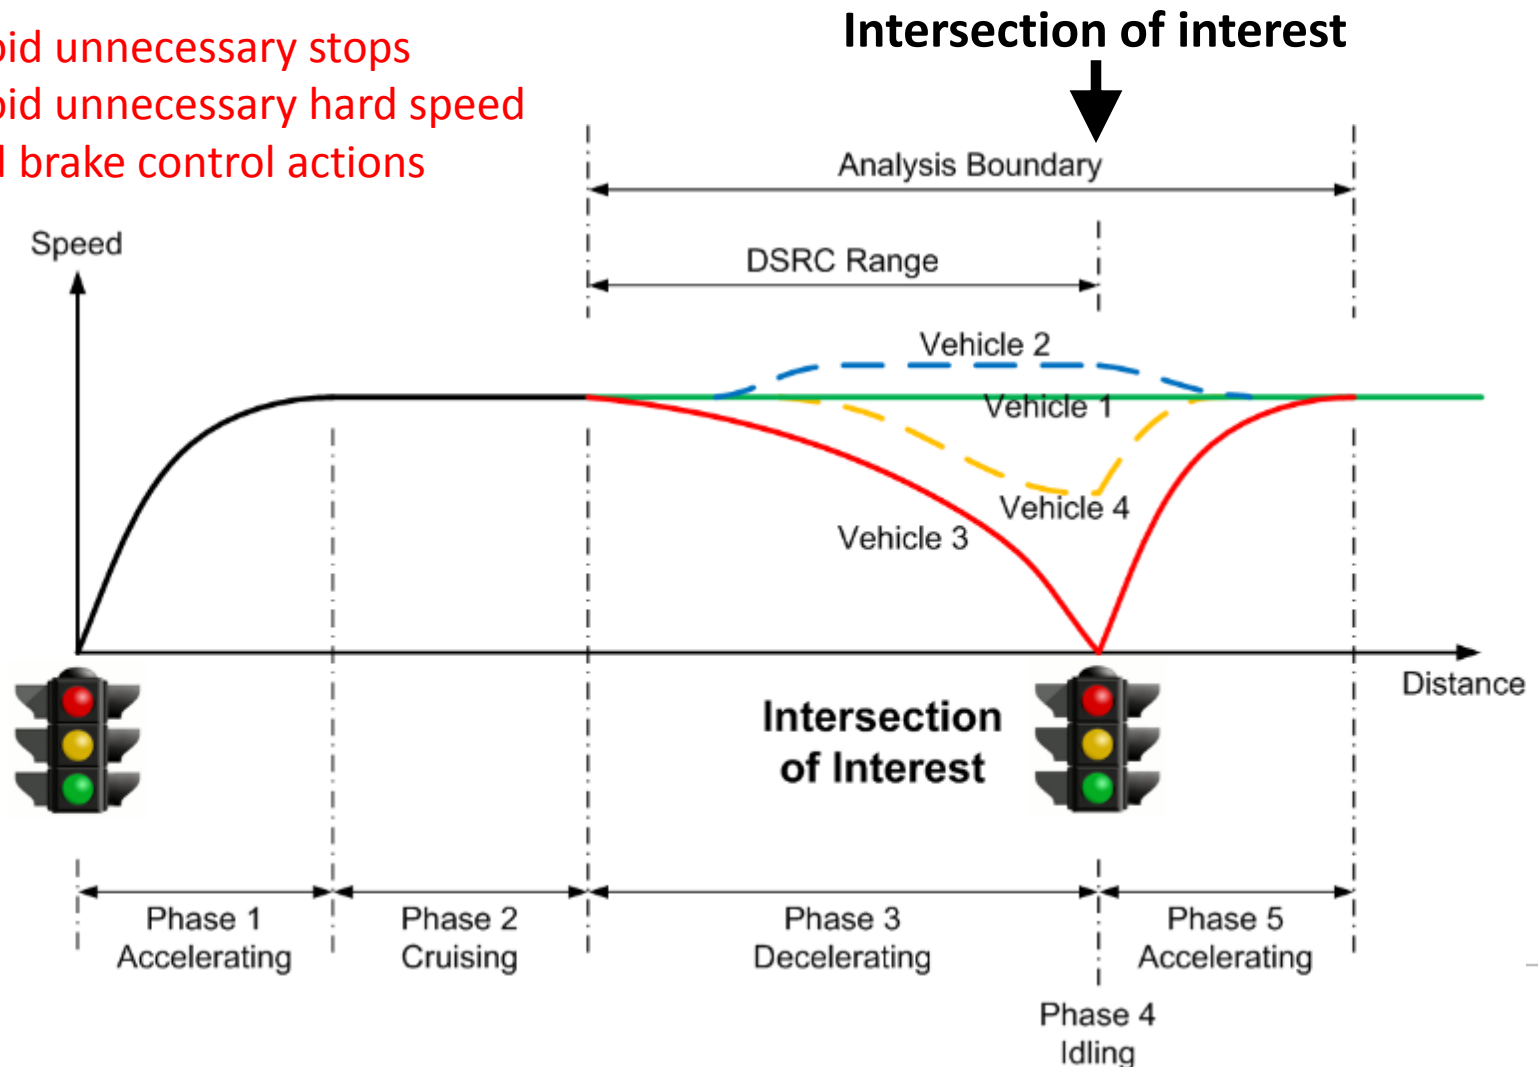 oid unnecessary stops
oid unnecessary hard speed
d brake control actions
Intersection of interest
Analysis Boundary
DSRC Range
Speed
Vehicle 2
Vehicle 1
Vehicle 4
Vehicle 3
Distance
Intersection
of Interest
Phase 1
Accelerating
Phase 2
Cruising
Phase 3
Decelerating
Phase 5
Accelerating
Phase 4
Idling